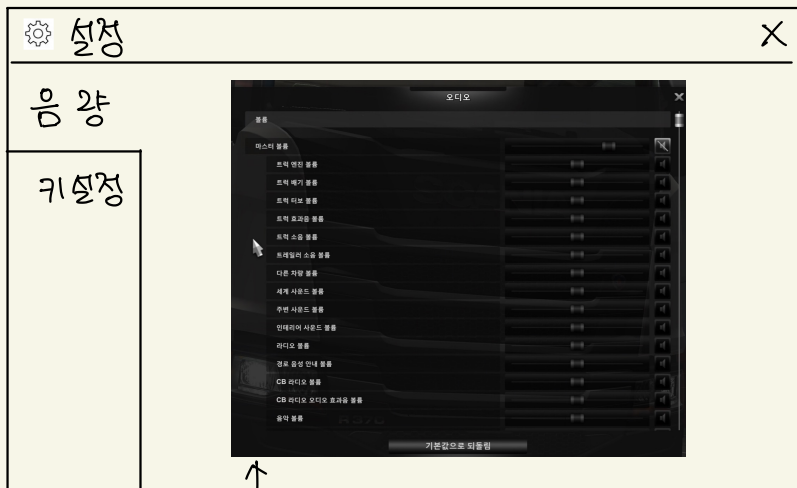 설정 X
음량
키설정
오디오
볼륨
마스터 볼륨
트럭 엔진 볼륨
트럭 배기 볼륨
트럭 터보 볼륨
트럭 효과음 볼륨
트럭 소음 볼륨
트레일러 소음 볼륨
다른 차량 볼륨
세계 사운드 볼륨
주변 사운드 볼륨
인테리어 사운드 볼륨
라디오 볼륨
경로 음성 안내 볼륨
CB 라디오 볼륨
CB 라디오 오디오 효과음 볼륨
음악 볼륨
기본값으로 되돌림